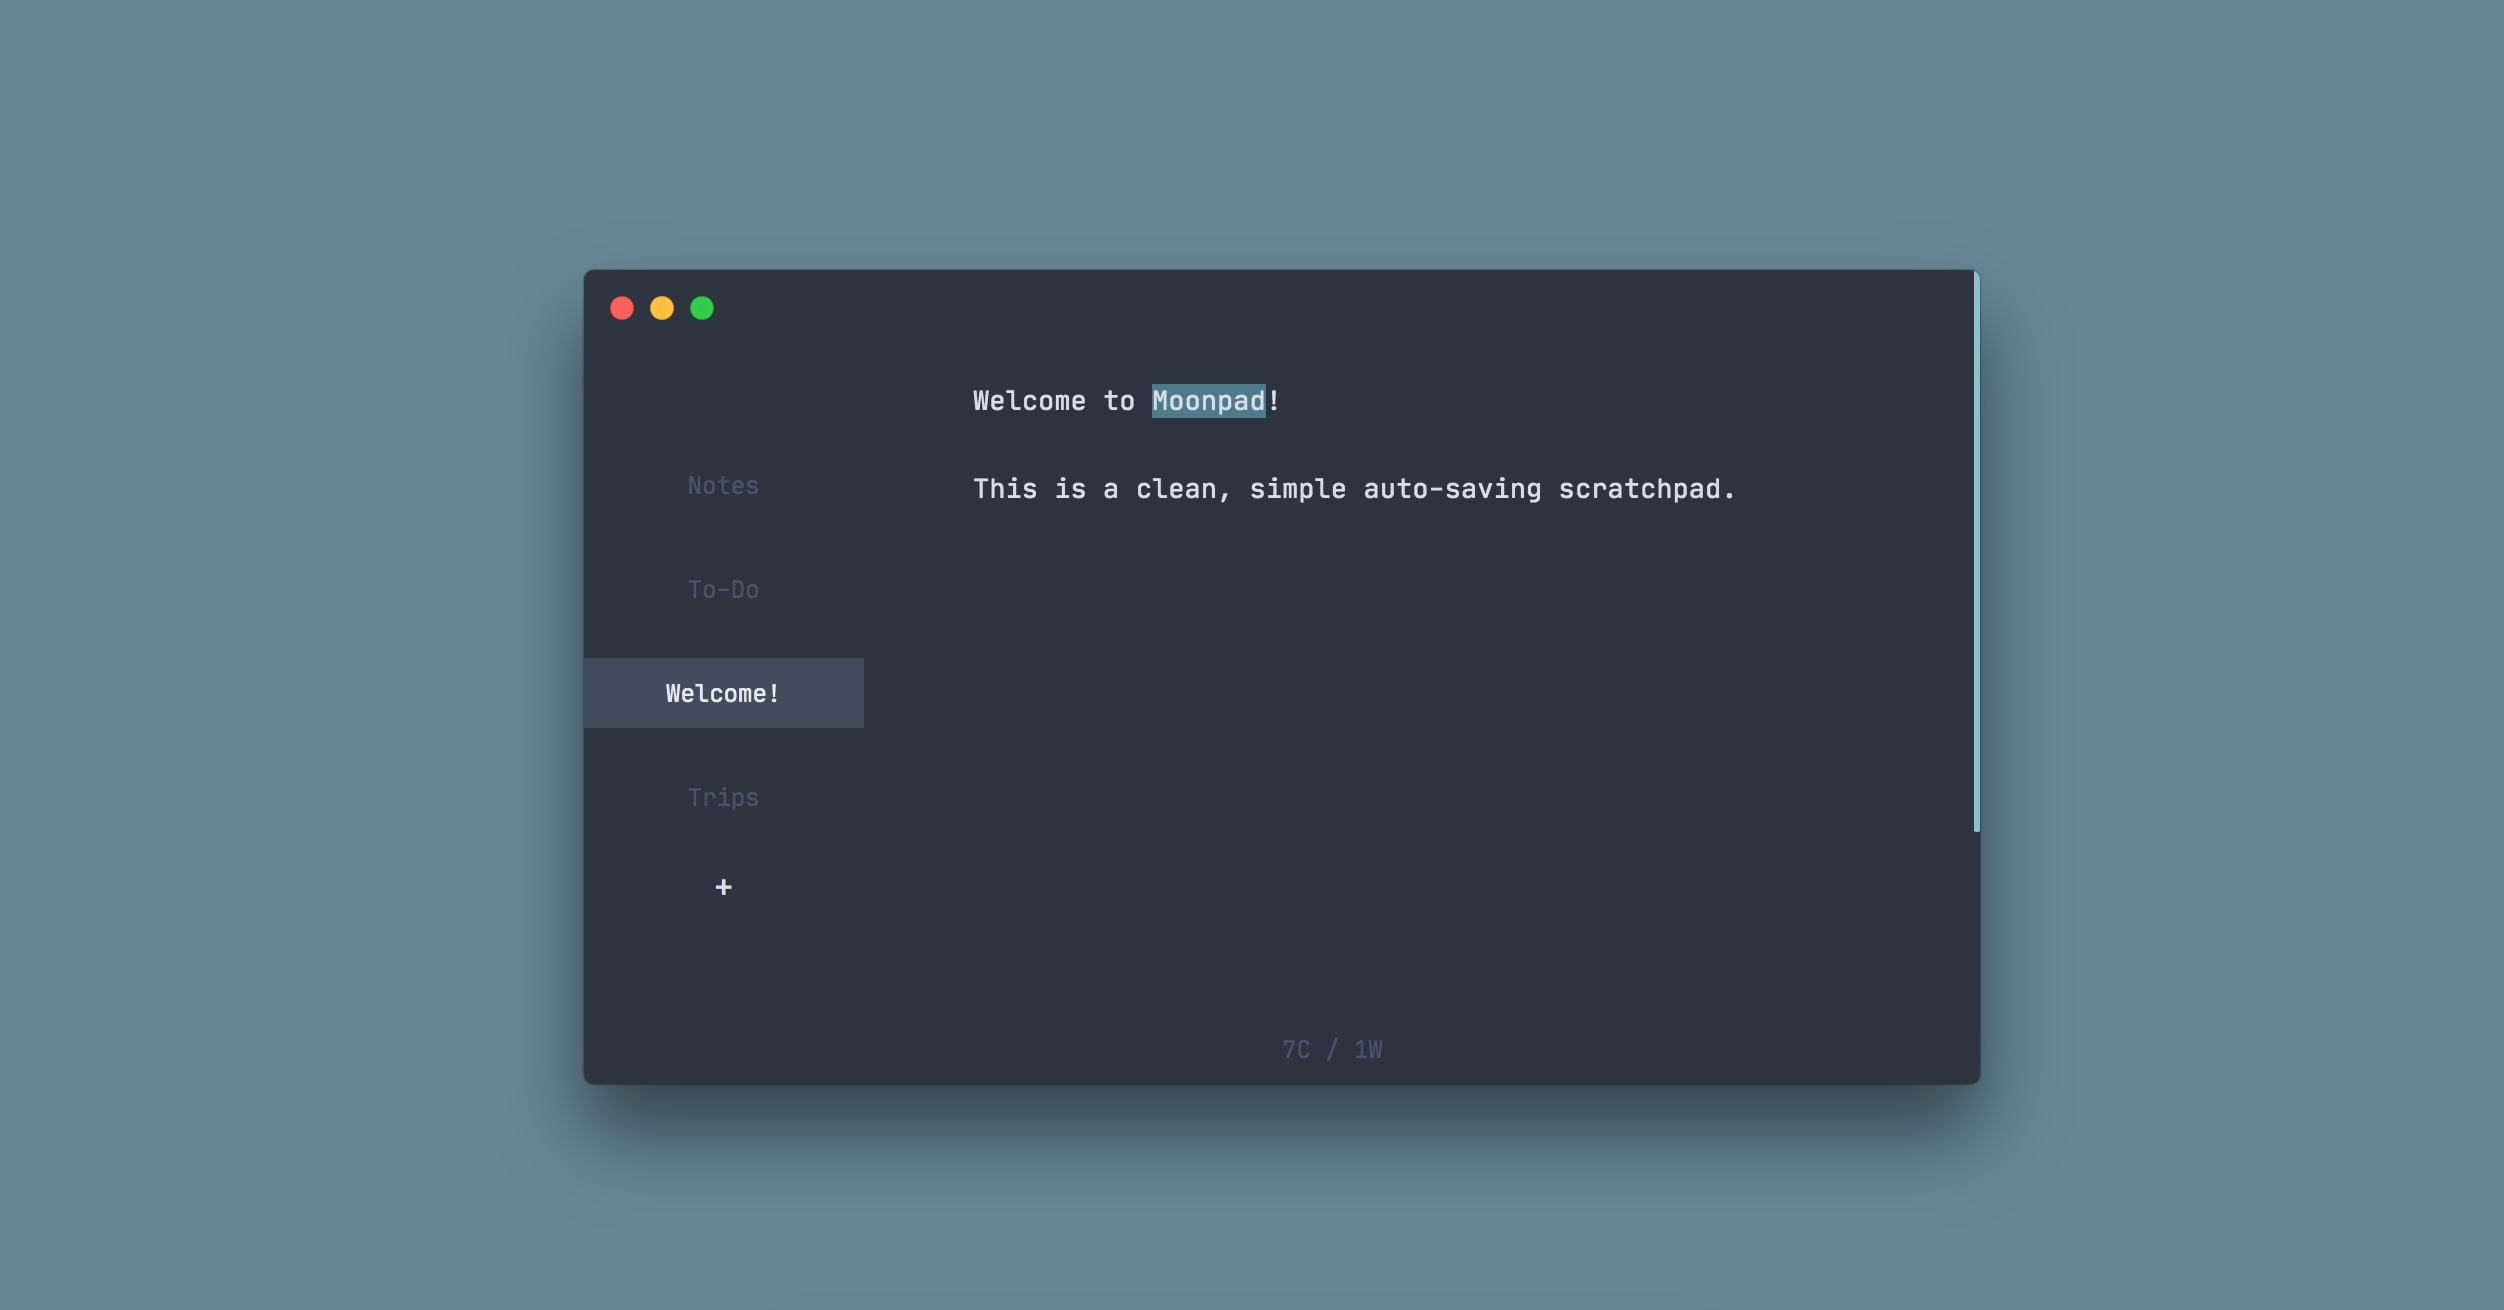 Welcome to Moonpad!
This is a clean, simple auto-saving scratchpad.
Notes
To-Do
Welcome!
Trips
+
7C / 1W